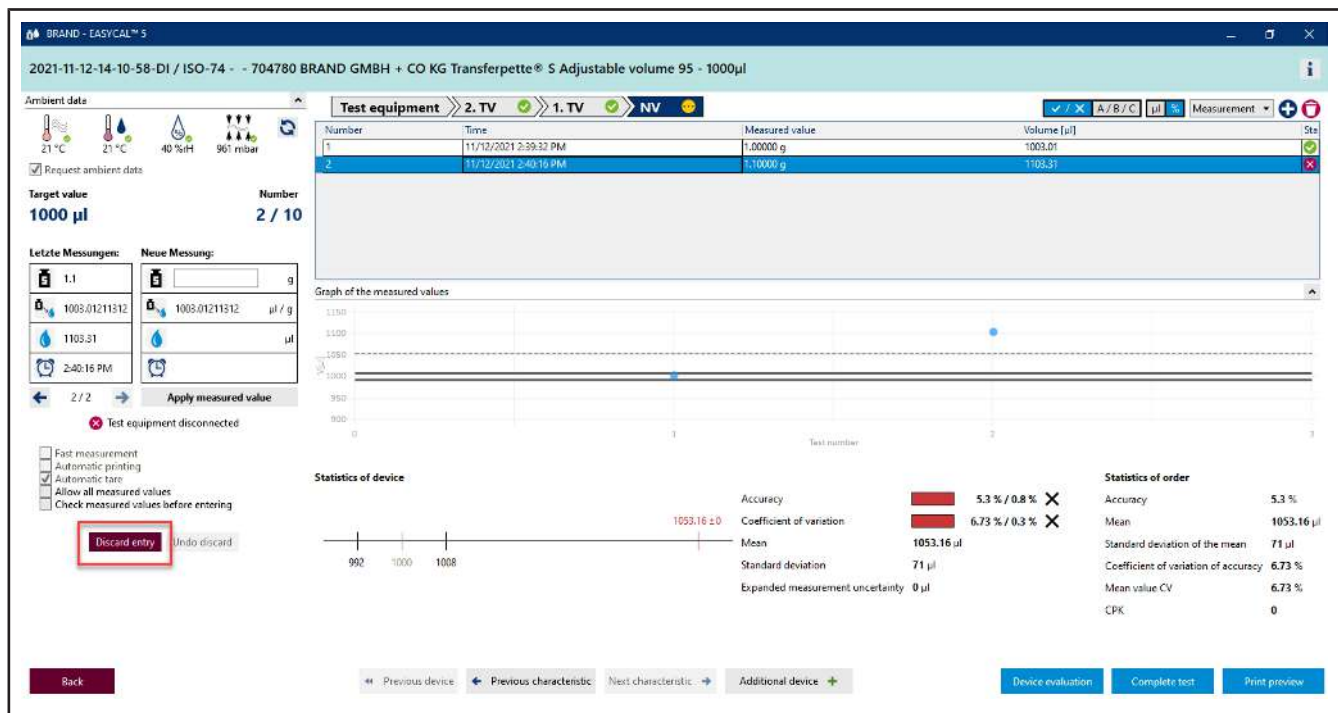 BRAND - EASYCAL™ 5
2021-11-12-14-10-58-DI / ISO-74 - - 704780 BRAND GMBH + CO KG Transferpette® S Adjustable volume 95 - 1000µl
i
Ambient data
21 °C 21 °C 40 %rH 961 mbar
Request ambient data
Target value Number
1000 µl 2 / 10
Letzte Messungen: Neue Messung:
1.1 g
1003.01211312 1003.01211312 µl / g
1103.31 µl
2:40:16 PM
2/2 Apply measured value
Test equipment disconnected
Fast measurement
Automatic printing
Automatic tare
Allow all measured values
Check measured values before entering
Discard entry Undo discard
Test equipment 2. TV 1. TV NV
✓ / X A / B / C µl % Measurement
Number Time Measured value Volume [µl] Sta
1 11/12/2021 2:39:32 PM 1.00000 g 1003.01
2 11/12/2021 2:40:16 PM 1.10000 g 1103.31
Graph of the measured values
1150
1100
1050
1000
950
900
V[µl]
0 1 2 3
Test number
Statistics of device
1053.16 ± 0
992 1000 1008
Accuracy 5.3 % / 0.8 %
Coefficient of variation 6.73 % / 0.3 %
Mean 1053.16 µl
Standard deviation 71 µl
Expanded measurement uncertainty 0 µl
Statistics of order
Accuracy 5.3 %
Mean 1053.16 µl
Standard deviation of the mean 71 µl
Coefficient of variation of accuracy 6.73 %
Mean value CV 6.73 %
CPK 0
Back Previous device Previous characteristic Next characteristic Additional device Device evaluation Complete test Print preview